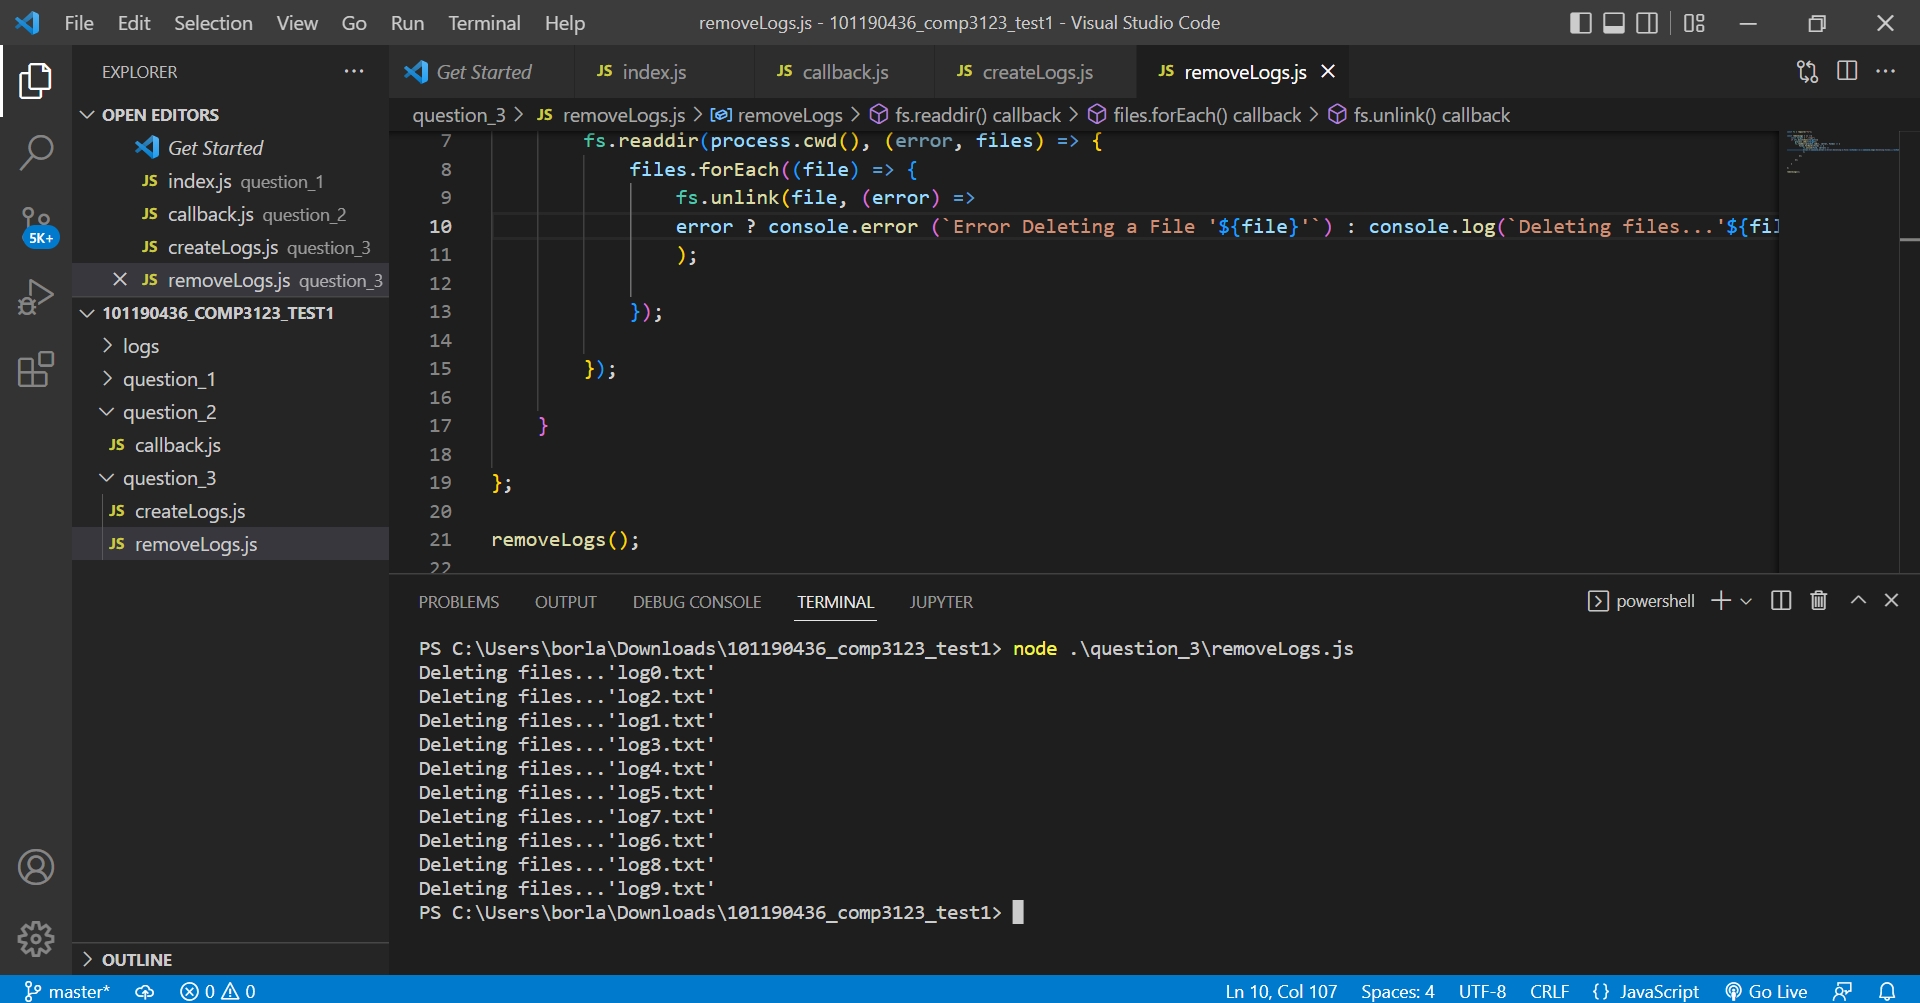 File Edit Selection View Go Run Terminal Help
removeLogs.js - 101190436_comp3123_test1 - Visual Studio Code
EXPLORER
OPEN EDITORS
Get Started
index.js question_1
callback.js question_2
createLogs.js question_3
removeLogs.js question_3
101190436_COMP3123_TEST1
logs
question_1
question_2
JS callback.js
question_3
JS createLogs.js
JS removeLogs.js
OUTLINE
5K+
Get Started JS index.js JS callback.js JS createLogs.js JS removeLogs.js
question_3 > JS removeLogs.js > removeLogs > fs.readdir() callback > files.forEach() callback > fs.unlink() callback
7 fs.readdir(process.cwd(), (error, files) => {
8 files.forEach((file) => {
9 fs.unlink(file, (error) =>
10 error ? console.error (`Error Deleting a File '${file}'`) : console.log(`Deleting files...'${fil
11 );
12
13 });
14
15 });
16
17 }
18
19 };
20
21 removeLogs();
22
PROBLEMS OUTPUT DEBUG CONSOLE TERMINAL JUPYTER
powershell
PS C:\Users\borla\Downloads\101190436_comp3123_test1> node .\question_3\removeLogs.js
Deleting files...'log0.txt'
Deleting files...'log2.txt'
Deleting files...'log1.txt'
Deleting files...'log3.txt'
Deleting files...'log4.txt'
Deleting files...'log5.txt'
Deleting files...'log7.txt'
Deleting files...'log6.txt'
Deleting files...'log8.txt'
Deleting files...'log9.txt'
PS C:\Users\borla\Downloads\101190436_comp3123_test1>
master* 0 0 Ln 10, Col 107 Spaces: 4 UTF-8 CRLF {} JavaScript Go Live